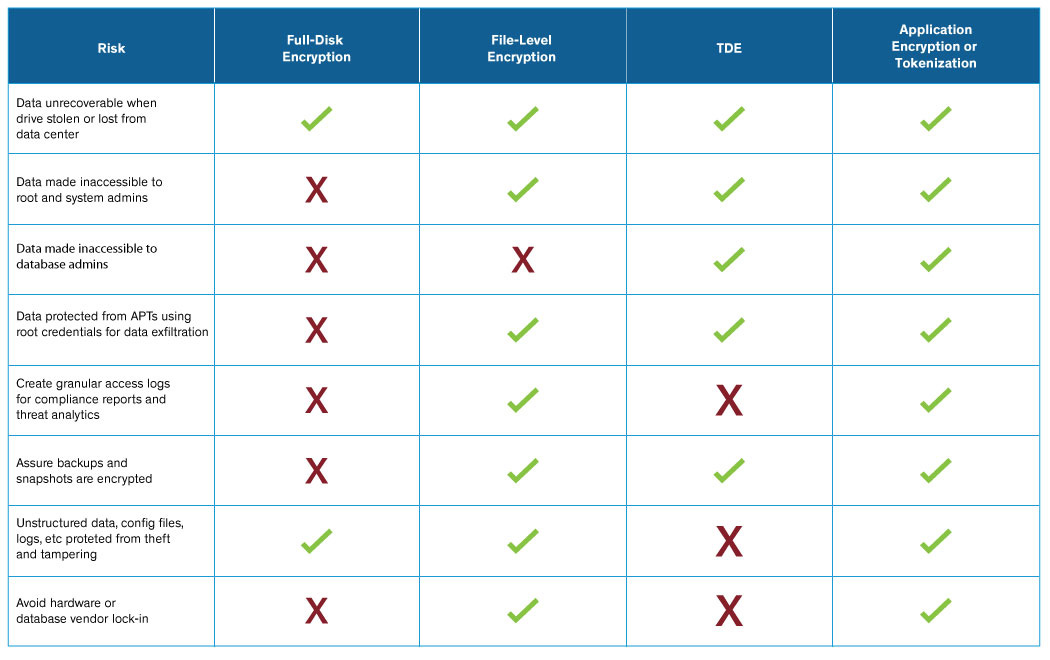 Risk
Full-Disk
Encryption
File-Level
Encryption
TDE
Application
Encryption or
Tokenization
Data unrecoverable when
drive stolen or lost from
data center
Data made inaccessible to
root and system admins
X
Data made inaccessible to
database admins
X
X
Data protected from APTs using
root credentials for data exfiltration
X
Create granular access logs
for compliance reports and
threat analytics
X
X
Assure backups and
snapshots are encrypted
X
Unstructured data, config files,
logs, etc proteted from theft
and tampering
X
Avoid hardware or
database vendor lock-in
X
X